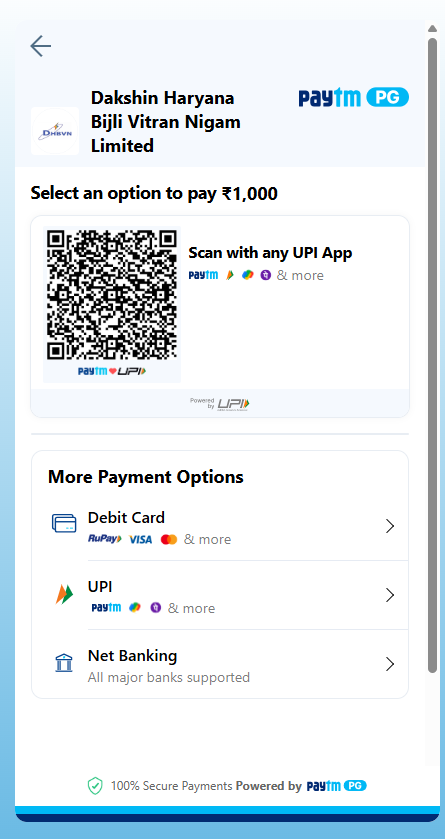 Dakshin Haryana
Bijli Vitran Nigam
Limited
paytm PG
DHBVN
Select an option to pay ₹1,000
Scan with any UPI App
paytm & more
paytm UPI
Powered
by UPI
More Payment Options
Debit Card
RuPay VISA & more
UPI
paytm & more
Net Banking
All major banks supported
100% Secure Payments Powered by paytm PG